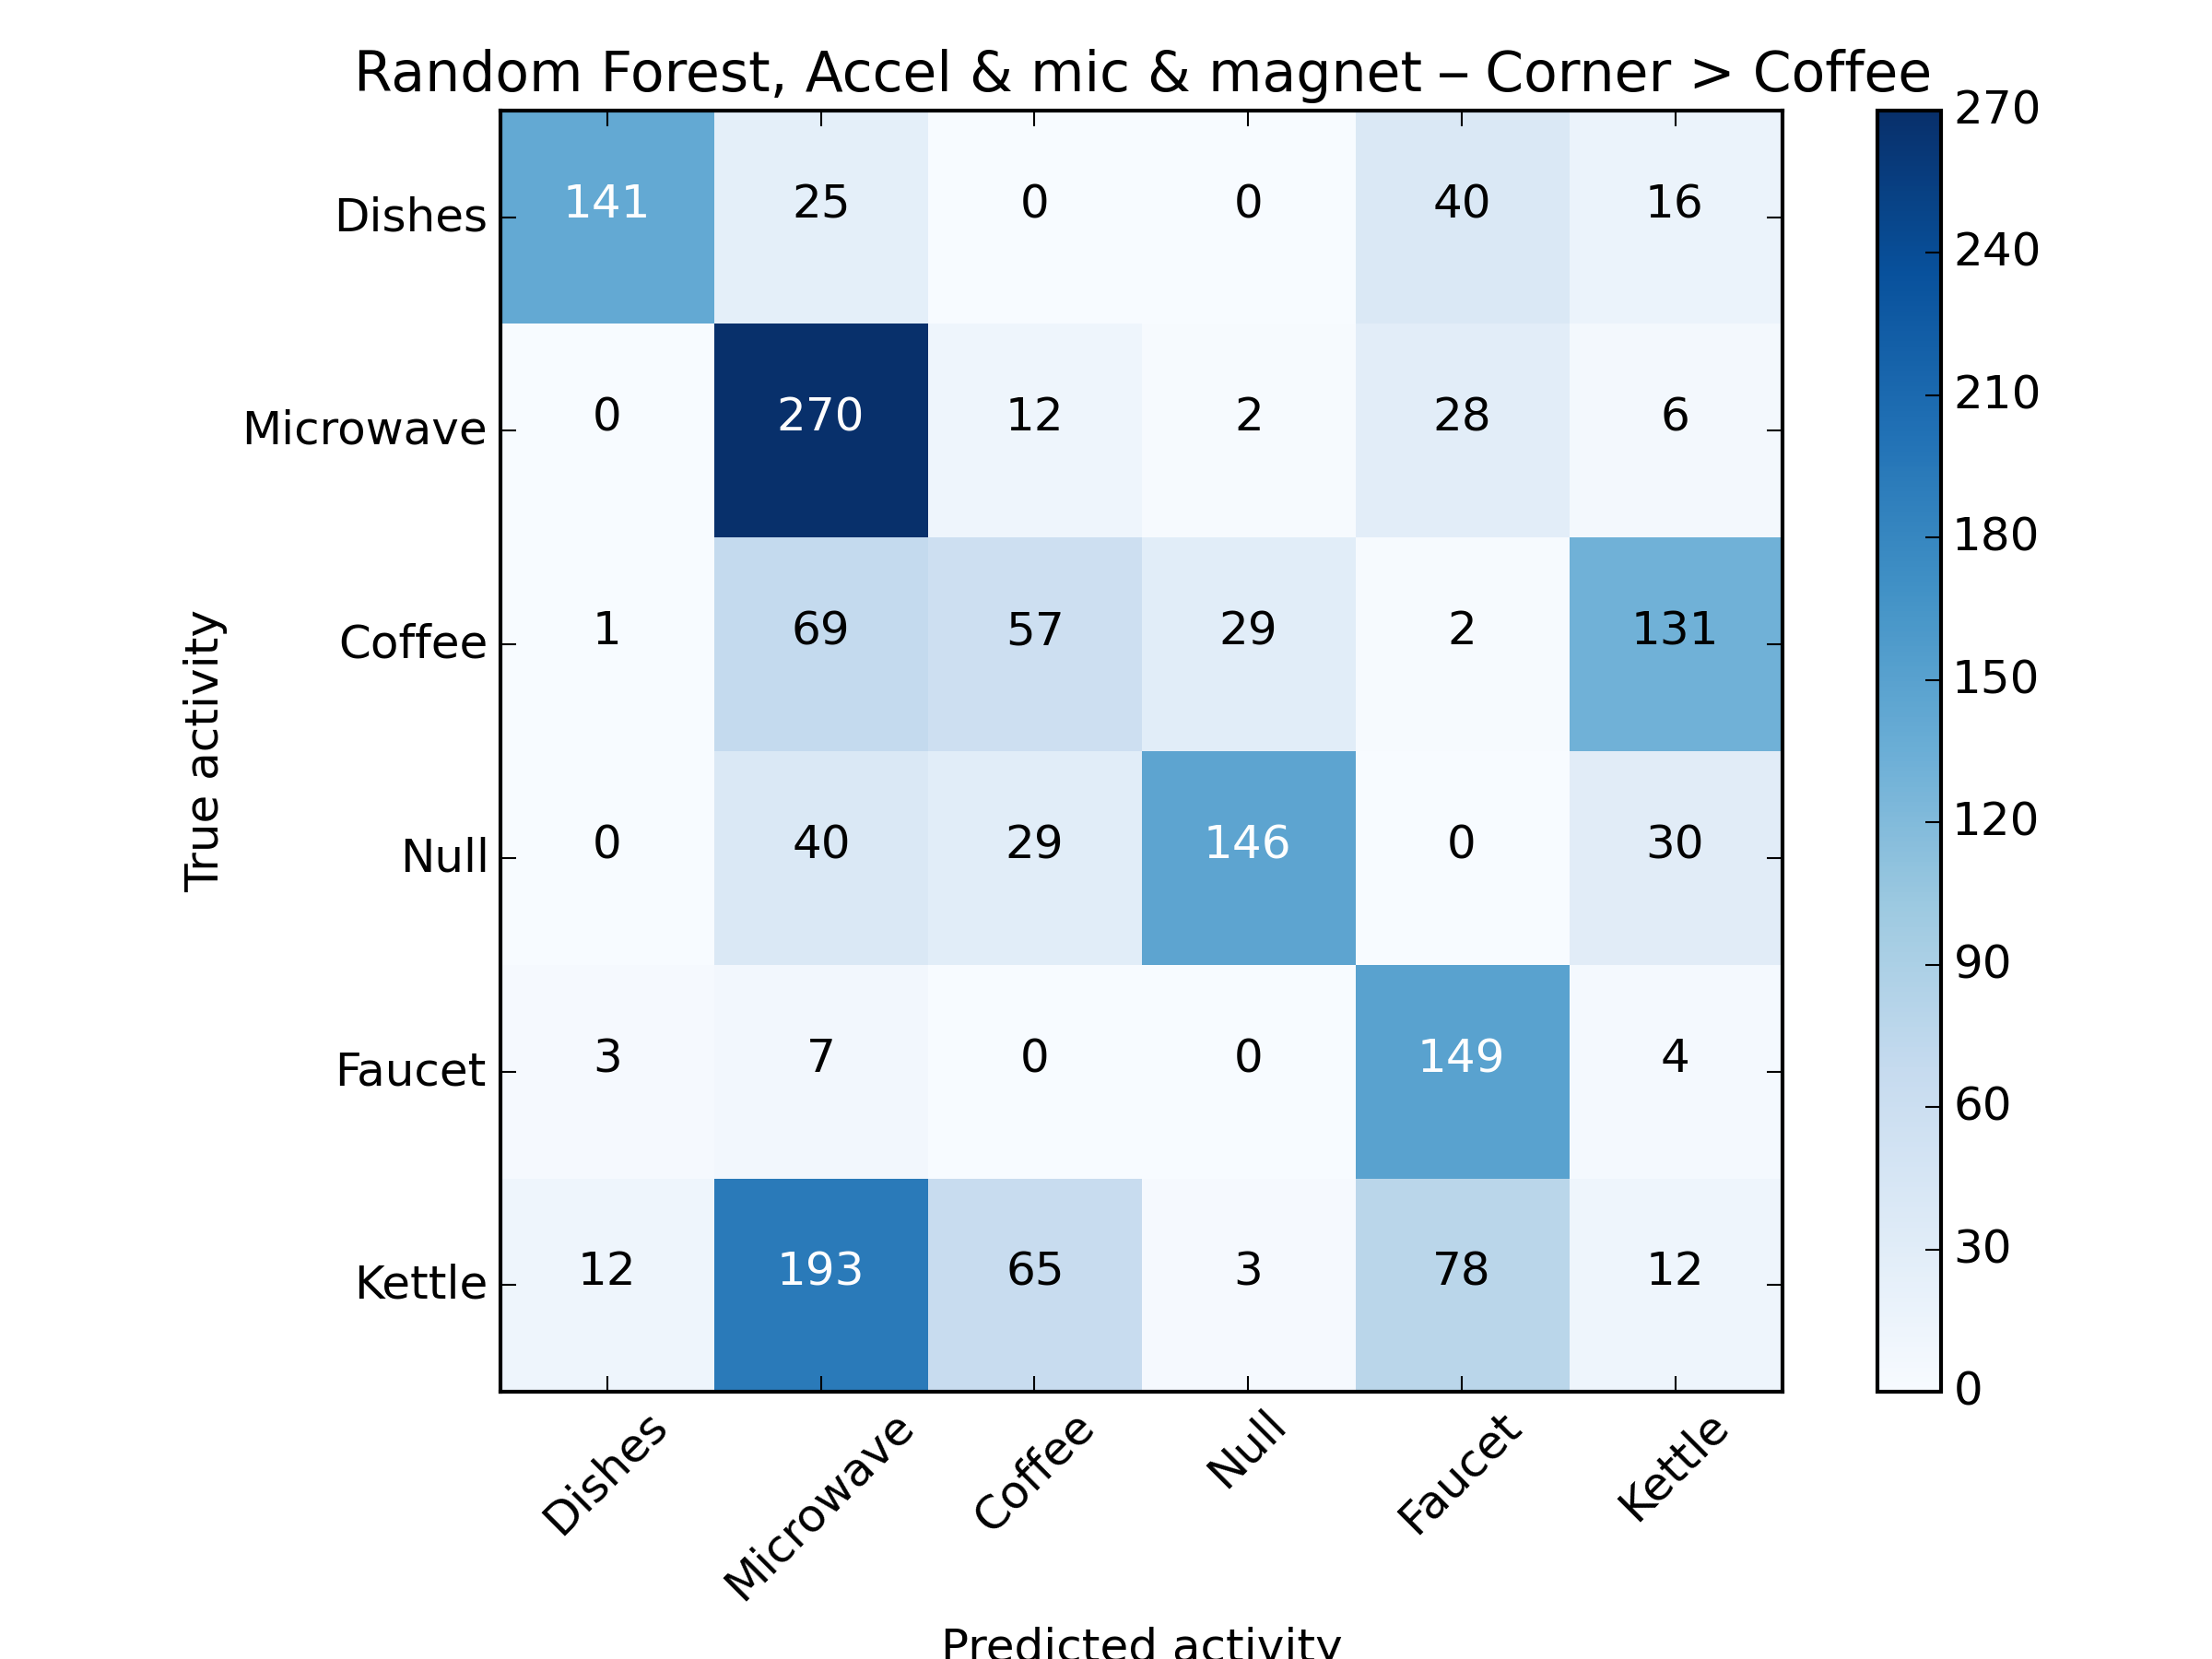 Random Forest, Accel & mic & magnet – Corner > Coffee
270
Dishes 141 25 0 0 40 16
240
210
Microwave 0 270 12 2 28 6
180
Coffee 1 69 57 29 2 131
150
True activity
120
Null 0 40 29 146 0 30
90
Faucet 3 7 0 0 149 4
60
30
Kettle 12 193 65 3 78 12
0
Dishes Microwave Coffee Null Faucet Kettle
Predicted activity